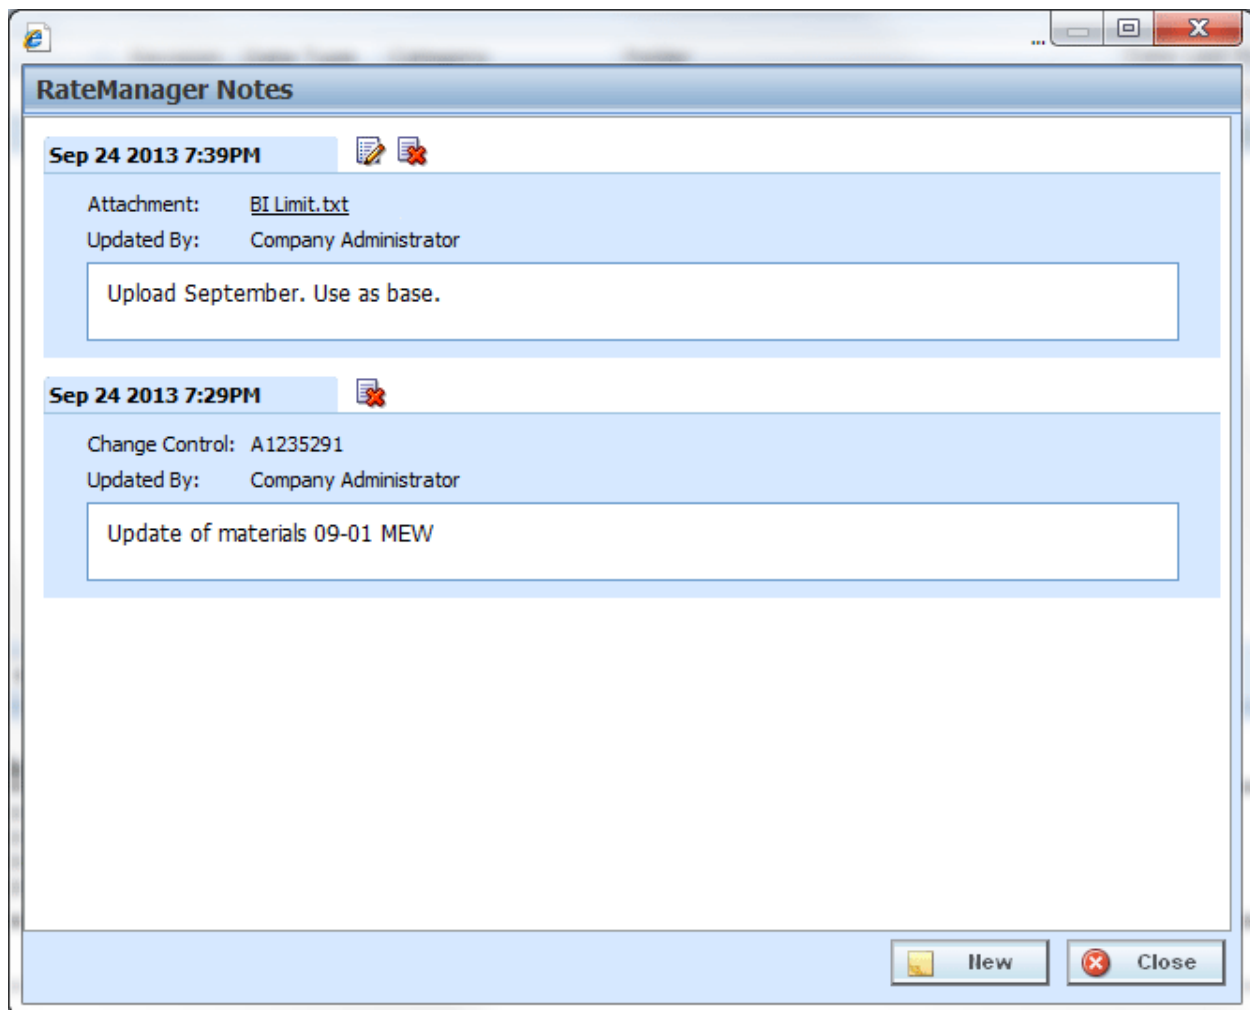 ...
RateManager Notes
Sep 24 2013 7:39PM
Attachment: BI Limit.txt
Updated By: Company Administrator
Upload September. Use as base.
Sep 24 2013 7:29PM
Change Control: A1235291
Updated By: Company Administrator
Update of materials 09-01 MEW
New Close